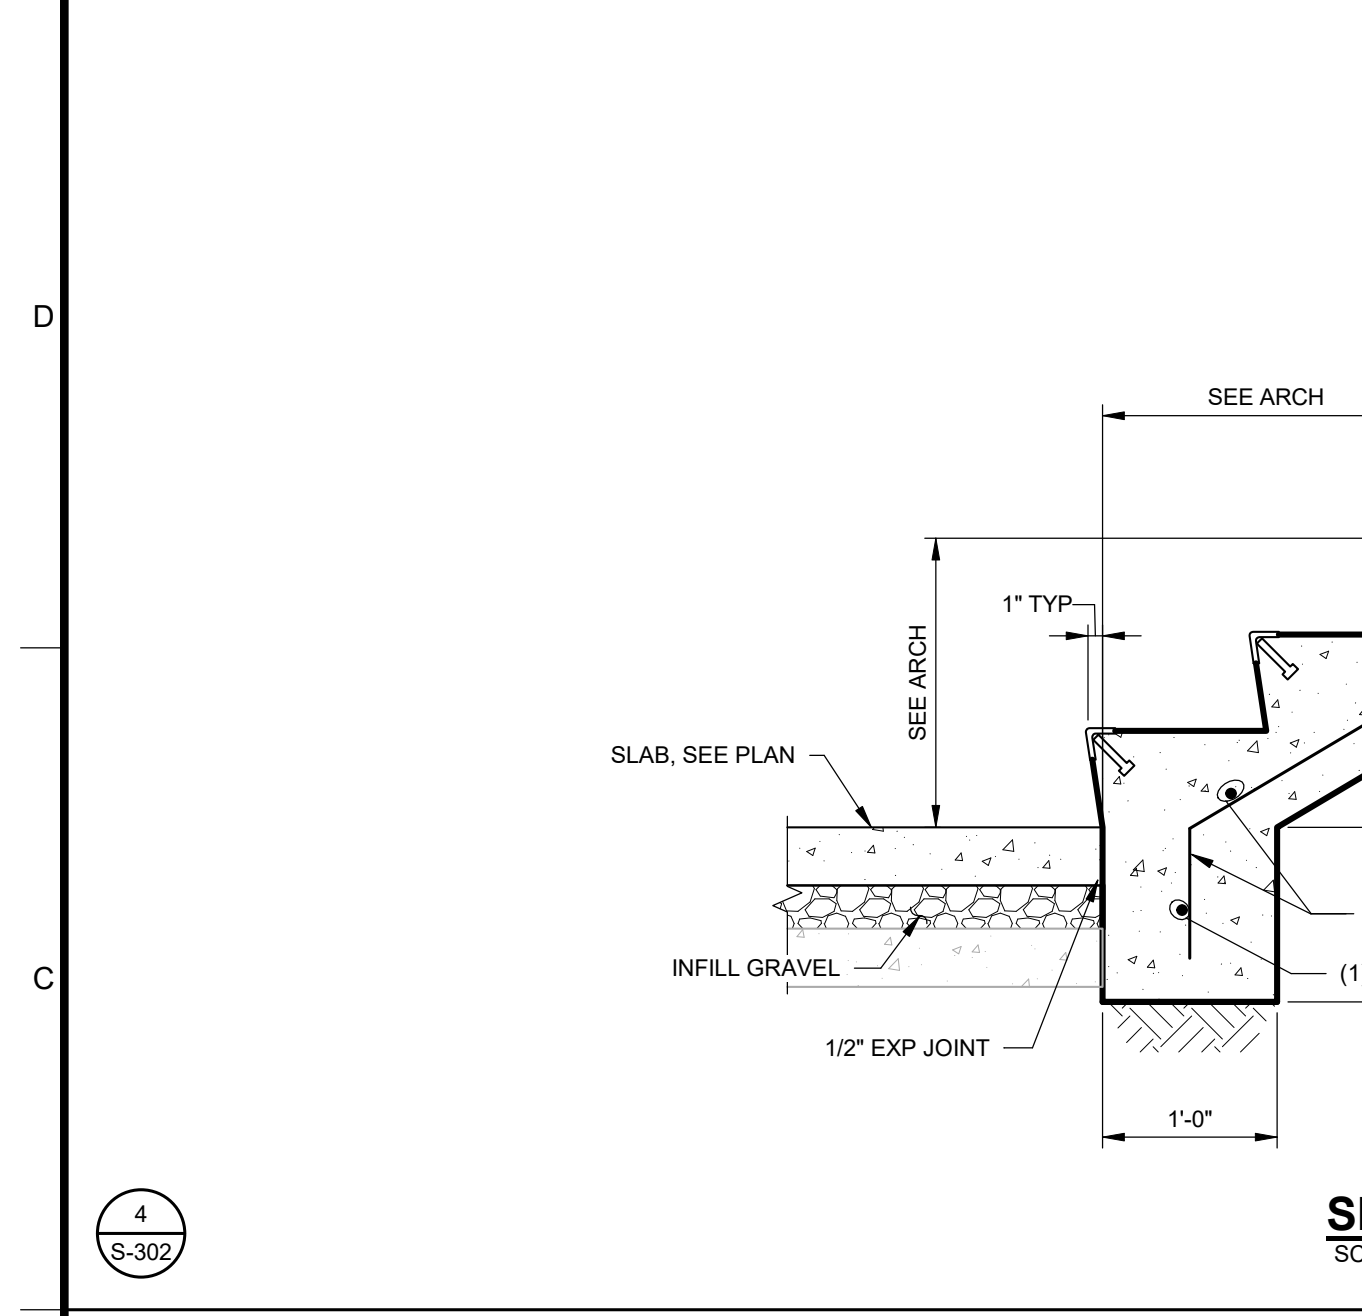 D
SEE ARCH
1" TYP
SEE ARCH
SLAB, SEE PLAN
INFILL GRAVEL
C
(1
1/2" EXP JOINT
1'-0"
4
S-302